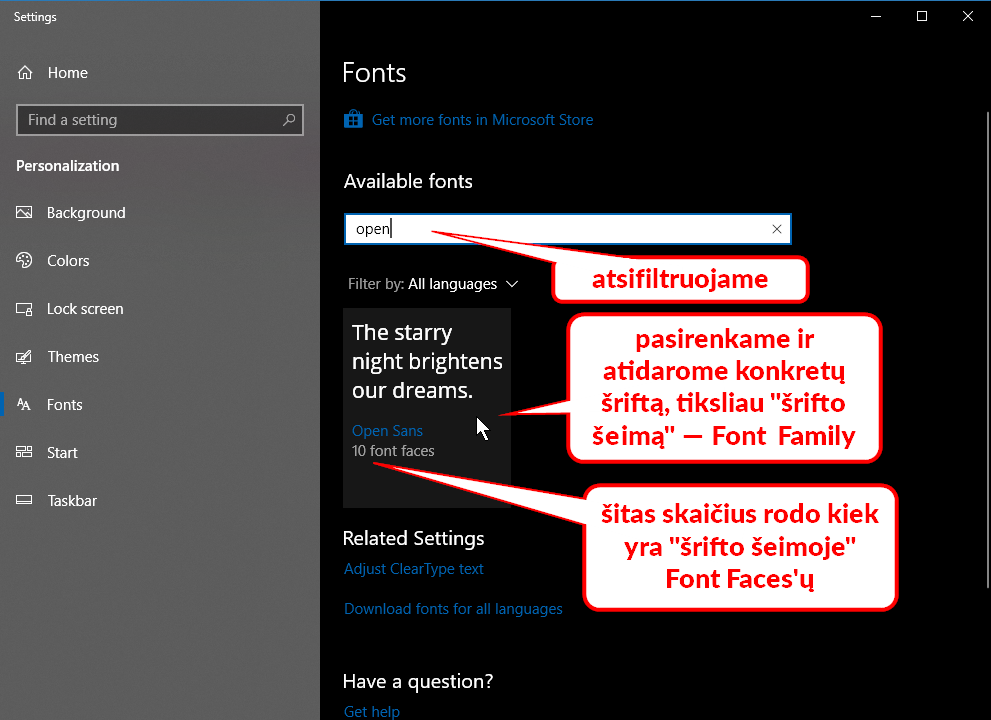 Settings
Home
Find a setting
Personalization
Background
Colors
Lock screen
Themes
Fonts
Start
Taskbar
Fonts
Get more fonts in Microsoft Store
Available fonts
open
atsifiltruojame
Filter by: All languages
The starry
night brightens
our dreams.
Open Sans
10 font faces
pasirenkame ir
atidarome konkretų
šriftą, tiksliau "šrifto
šeimą" — Font Family
šitas skaičius rodo kiek
yra "šrifto šeimoje"
Font Faces'ų
Related Settings
Adjust ClearType text
Download fonts for all languages
Have a question?
Get help